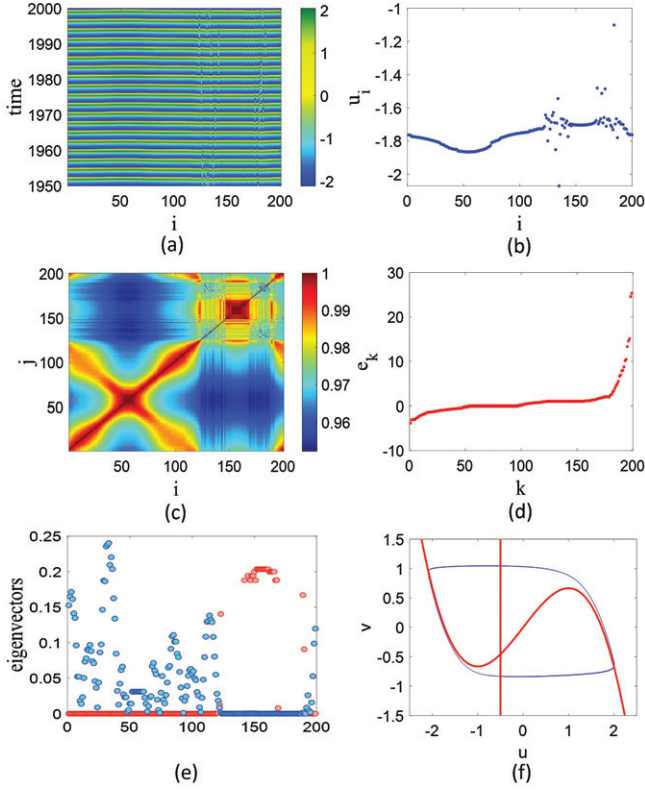 2000
1990
1980
1970
1960
1950
time
50 100 150 200
i
2
1
0
-1
-2
(a)
-1
-1.2
-1.4
-1.6
-1.8
-2
u_i
0 50 100 150 200
i
(b)
200
150
100
50
j
50 100 150 200
i
1
0.99
0.98
0.97
0.96
(c)
30
20
10
0
-10
e_k
0 50 100 150 200
k
(d)
0.25
0.2
0.15
0.1
0.05
0
eigenvectors
0 50 100 150 200
(e)
1.5
1
0.5
0
-0.5
-1
-1.5
v
-2 -1 0 1 2
u
(f)